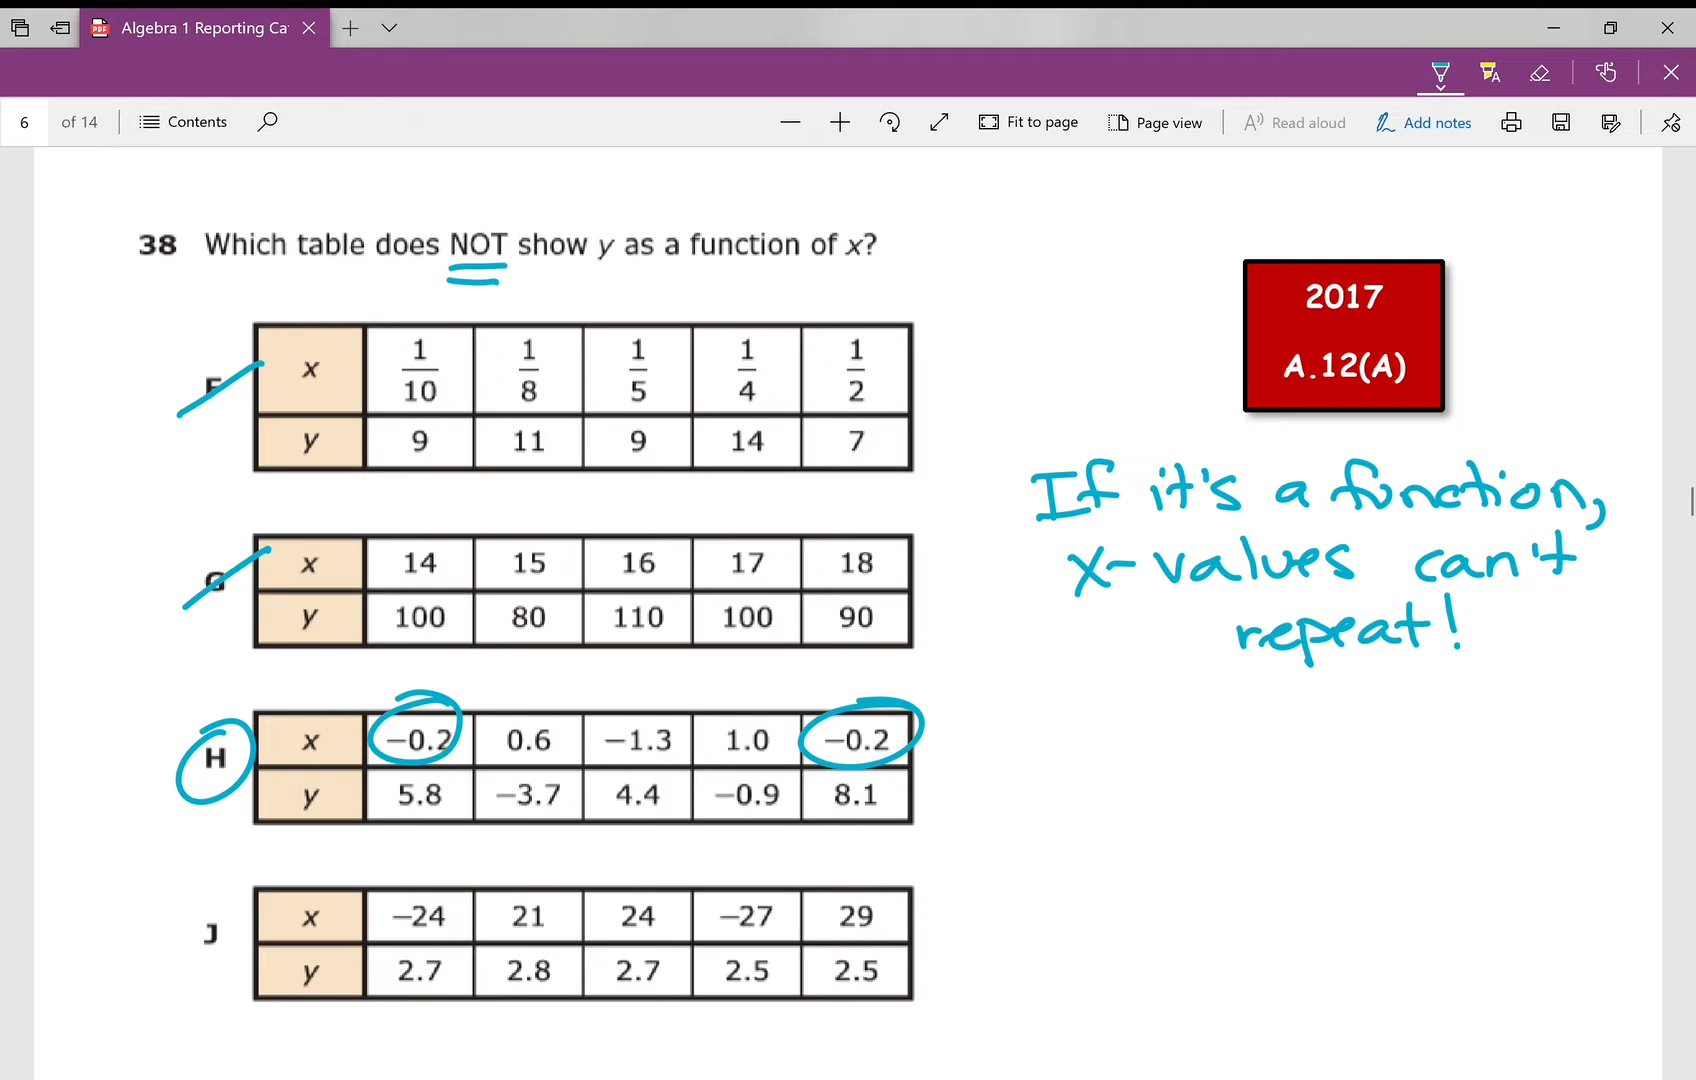 Algebra 1 Reporting Ca
6 of 14 Contents Fit to page Page view Read aloud Add notes
38 Which table does NOT show y as a function of x?
2017
A.12(A)
F
x 1/10 1/8 1/5 1/4 1/2
y 9 11 9 14 7
If it's a function,
x-values can't
repeat!
G
x 14 15 16 17 18
y 100 80 110 100 90
H
x −0.2 0.6 −1.3 1.0 −0.2
y 5.8 −3.7 4.4 −0.9 8.1
J
x −24 21 24 −27 29
y 2.7 2.8 2.7 2.5 2.5